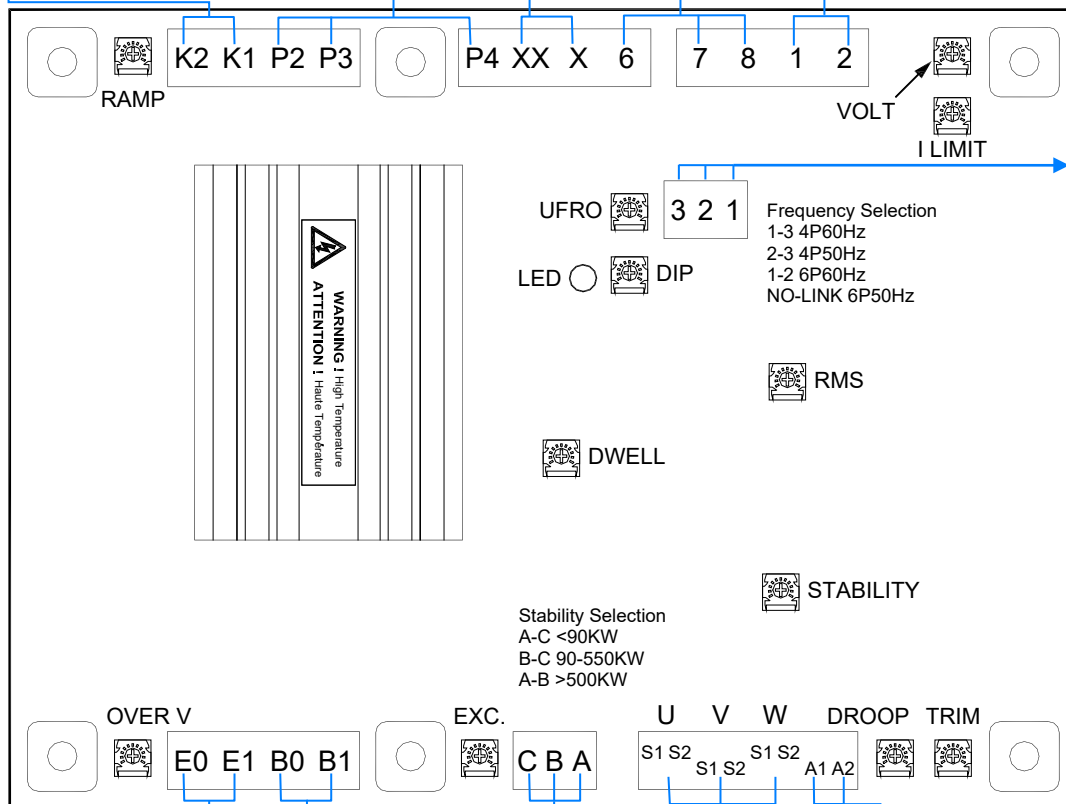 K2 K1 P2 P3
P4 XX X 6
7 8 1 2
RAMP
VOLT
I LIMIT
UFRO
3 2 1
LED
DIP
Frequency Selection
1-3 4P60Hz
2-3 4P50Hz
1-2 6P60Hz
NO-LINK 6P50Hz
WARNING ! High Temperature
ATTENTION ! Haute Température
RMS
DWELL
STABILITY
Stability Selection
A-C <90KW
B-C 90-550KW
A-B >500KW
OVER V
EXC.
U V W
DROOP
TRIM
E0 E1 B0 B1
C B A
S1 S2
S1 S2
S1 S2
A1 A2